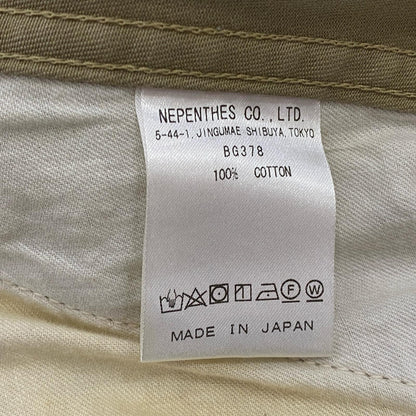 NEPENTHES CO.,LTD.
5-44-1, JINGUMAE SHIBUYA, TOKYO
BG378
100% COTTON
F W
MADE IN JAPAN